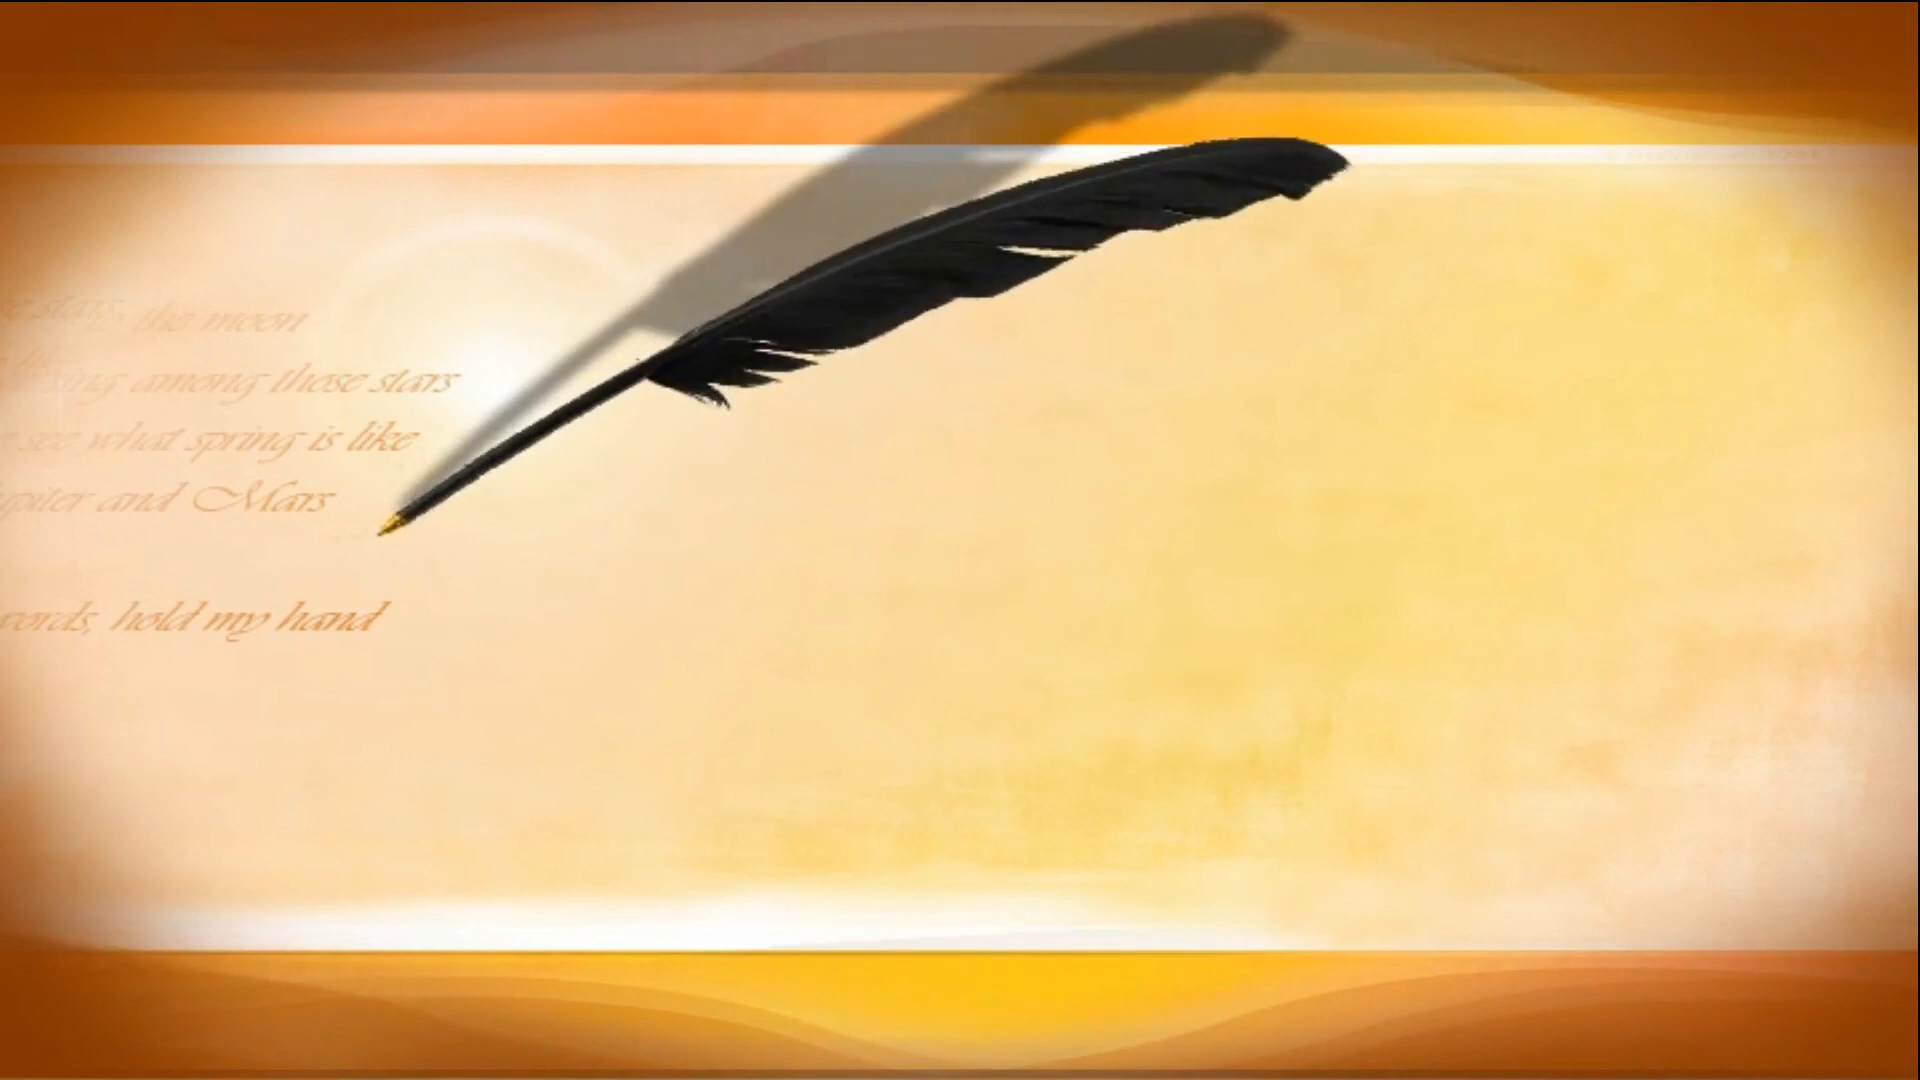 the moon
among those stars
see what spring is like
and Mars
hold my hand